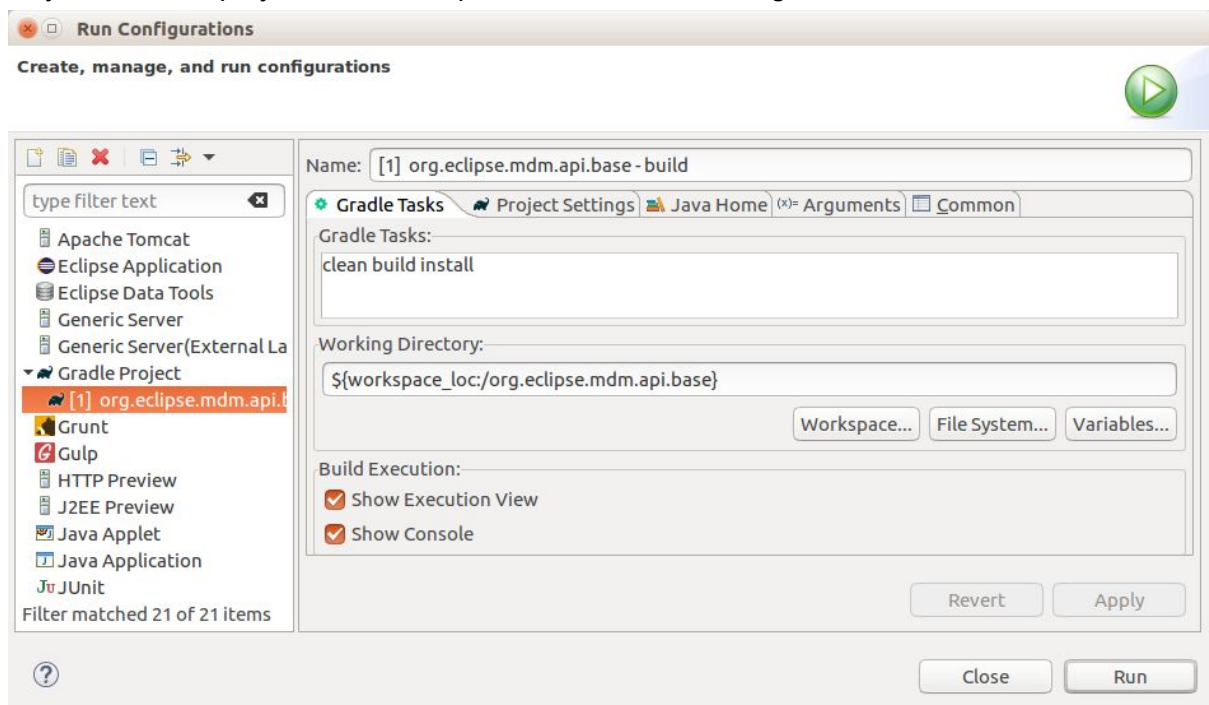 Run Configurations
Create, manage, and run configurations
type filter text
Apache Tomcat
Eclipse Application
Eclipse Data Tools
Generic Server
Generic Server(External La
Gradle Project
[1] org.eclipse.mdm.api.b
Grunt
Gulp
HTTP Preview
J2EE Preview
Java Applet
Java Application
Ju JUnit
Filter matched 21 of 21 items
Name: [1] org.eclipse.mdm.api.base - build
Gradle Tasks Project Settings Java Home (x)= Arguments Common
Gradle Tasks:
clean build install
Working Directory:
${workspace_loc:/org.eclipse.mdm.api.base}
Workspace... File System... Variables...
Build Execution:
Show Execution View
Show Console
Revert Apply
? Close Run